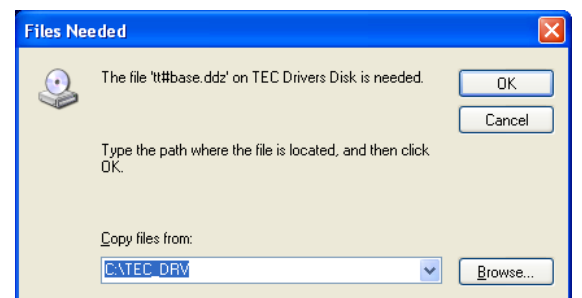 Files Needed
The file 'tt#base.ddz' on TEC Drivers Disk is needed.
OK
Cancel
Type the path where the file is located, and then click
OK.
Copy files from:
C:\TEC_DRV
Browse...